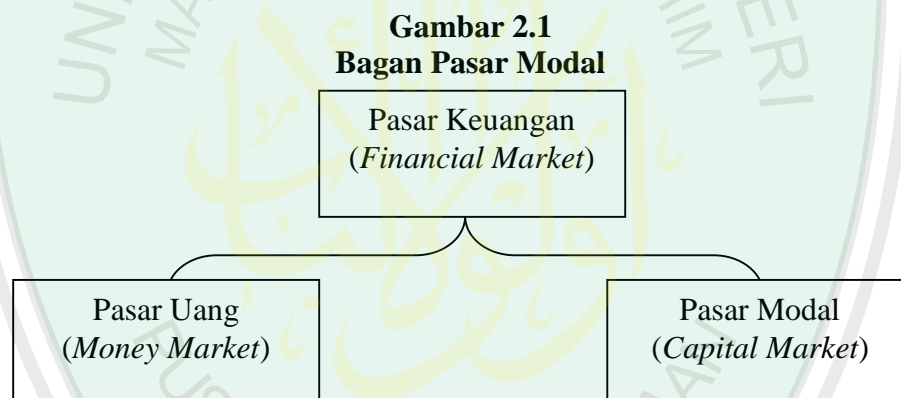 Gambar 2.1
Bagan Pasar Modal
Pasar Keuangan
(Financial Market)
Pasar Uang
(Money Market)
Pasar Modal
(Capital Market)